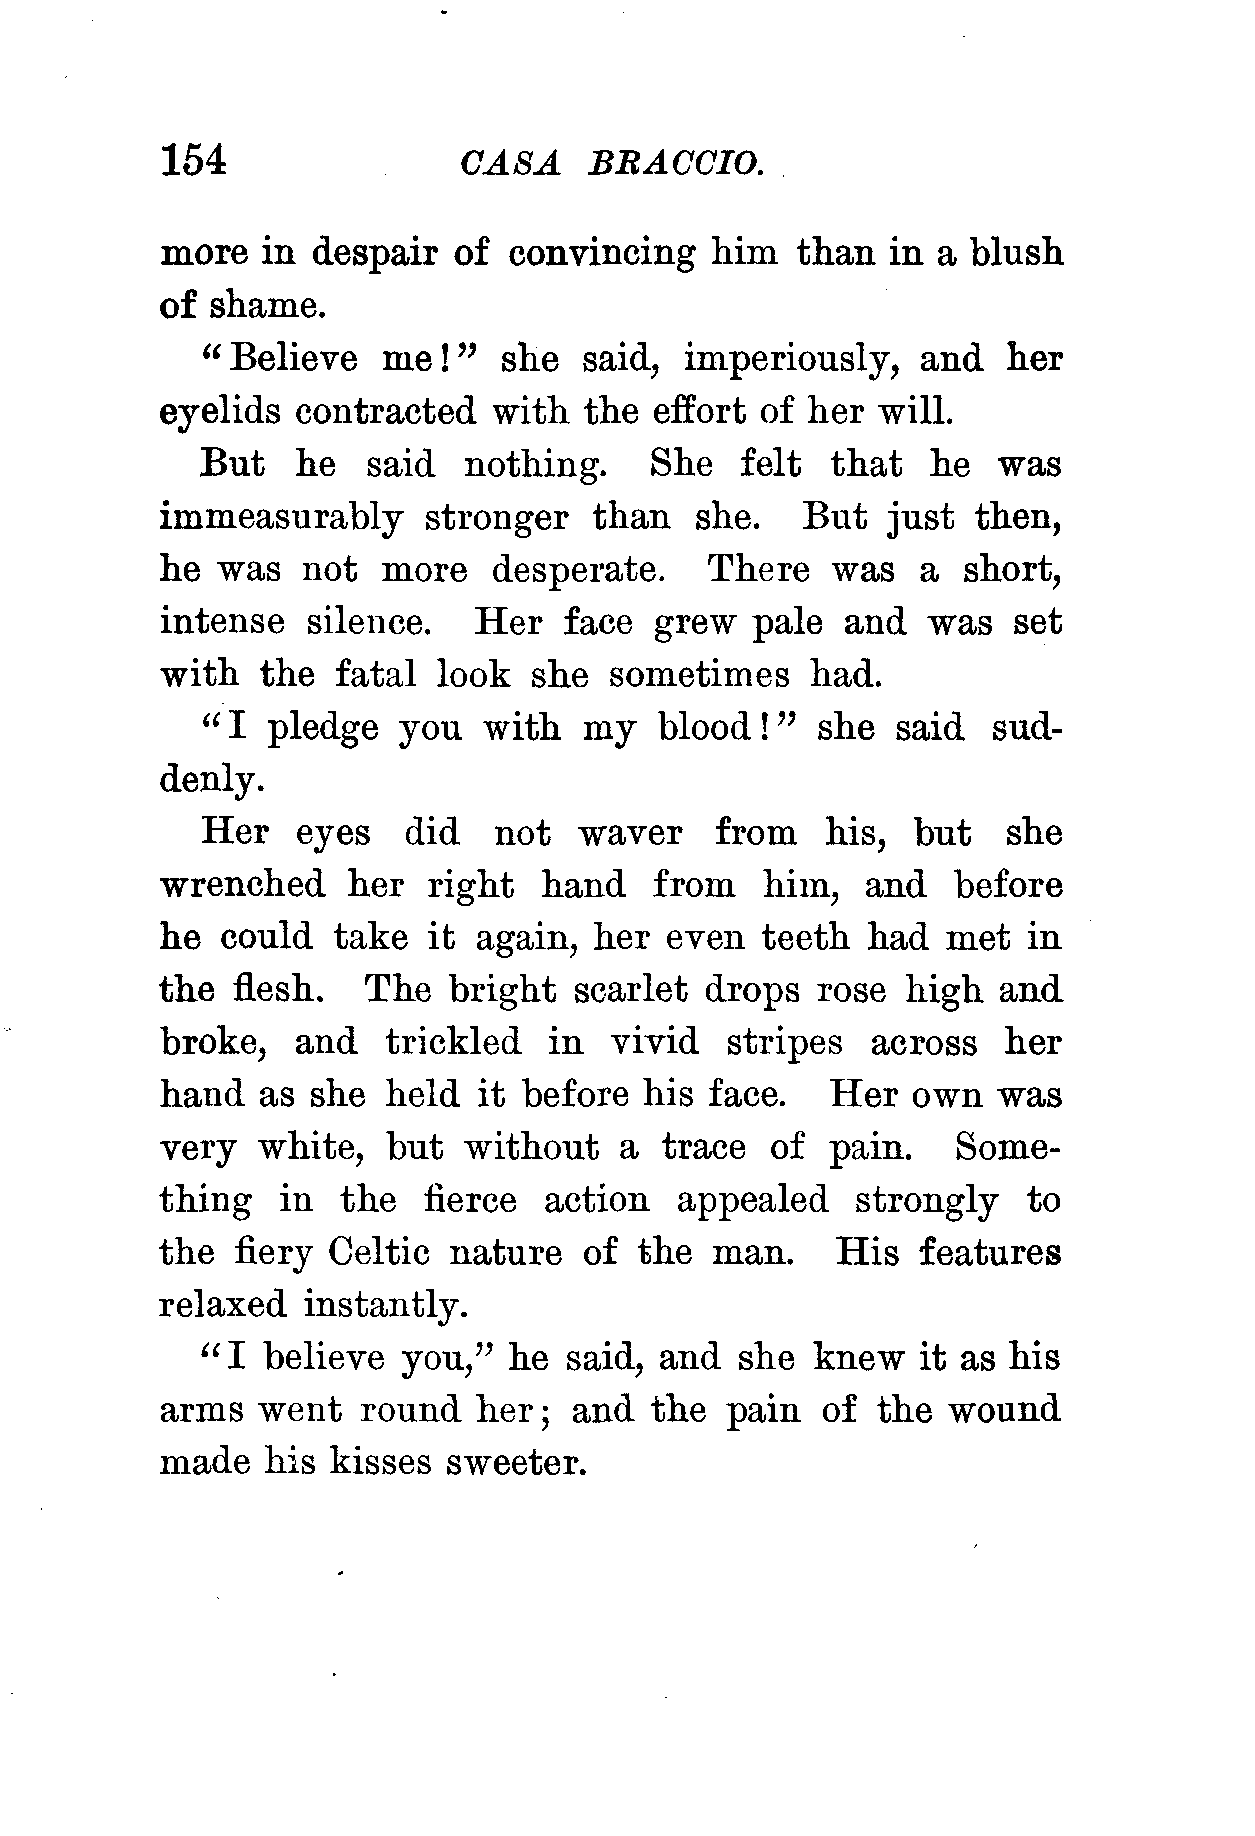 154 CASA BRACCIO.
more in despair of convincing him than in a blush
of shame.
“Believe me!” she said, imperiously, and her
eyelids contracted with the effort of her will.
But he said nothing. She felt that he was
immeasurably stronger than she. But just then,
he was not more desperate. There was a short,
intense silence. Her face grew pale and was set
with the fatal look she sometimes had.
“I pledge you with my blood!” she said sud-
denly.
Her eyes did not waver from his, but she
wrenched her right hand from him, and before
he could take it again, her even teeth had met in
the flesh. The bright scarlet drops rose high and
broke, and trickled in vivid stripes across her
hand as she held it before his face. Her own was
very white, but without a trace of pain. Some-
thing in the fierce action appealed strongly to
the fiery Celtic nature of the man. His features
relaxed instantly.
“I believe you,” he said, and she knew it as his
arms went round her; and the pain of the wound
made his kisses sweeter.